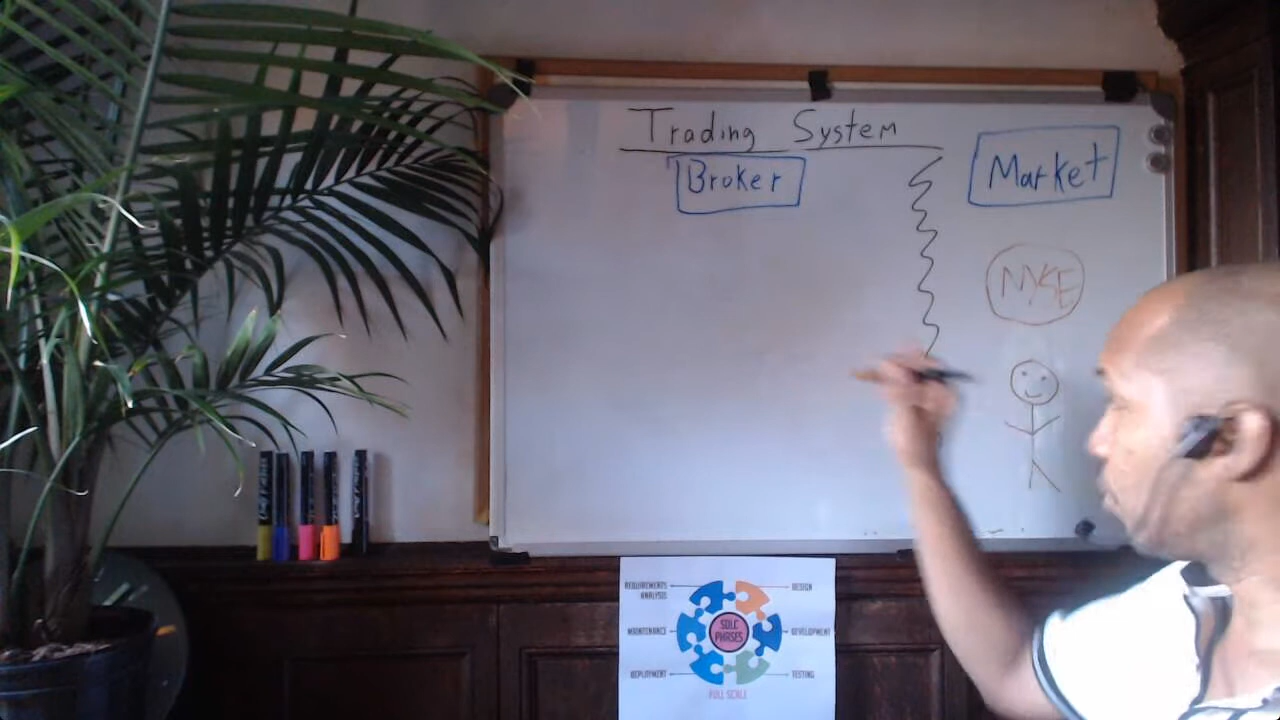 Trading System
Broker
Market
NYSE
REQUIREMENTS
ANALYSIS
DESIGN
MAINTENANCE
SDLC
PHASES
DEVELOPMENT
DEPLOYMENT
TESTING
FULL SCALE